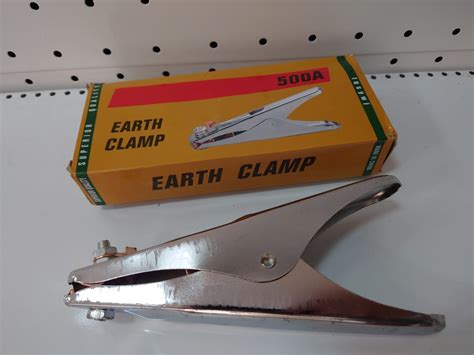 500A
EARTH
CLAMP
EARTH CLAMP
SUPERIOR QUALITY